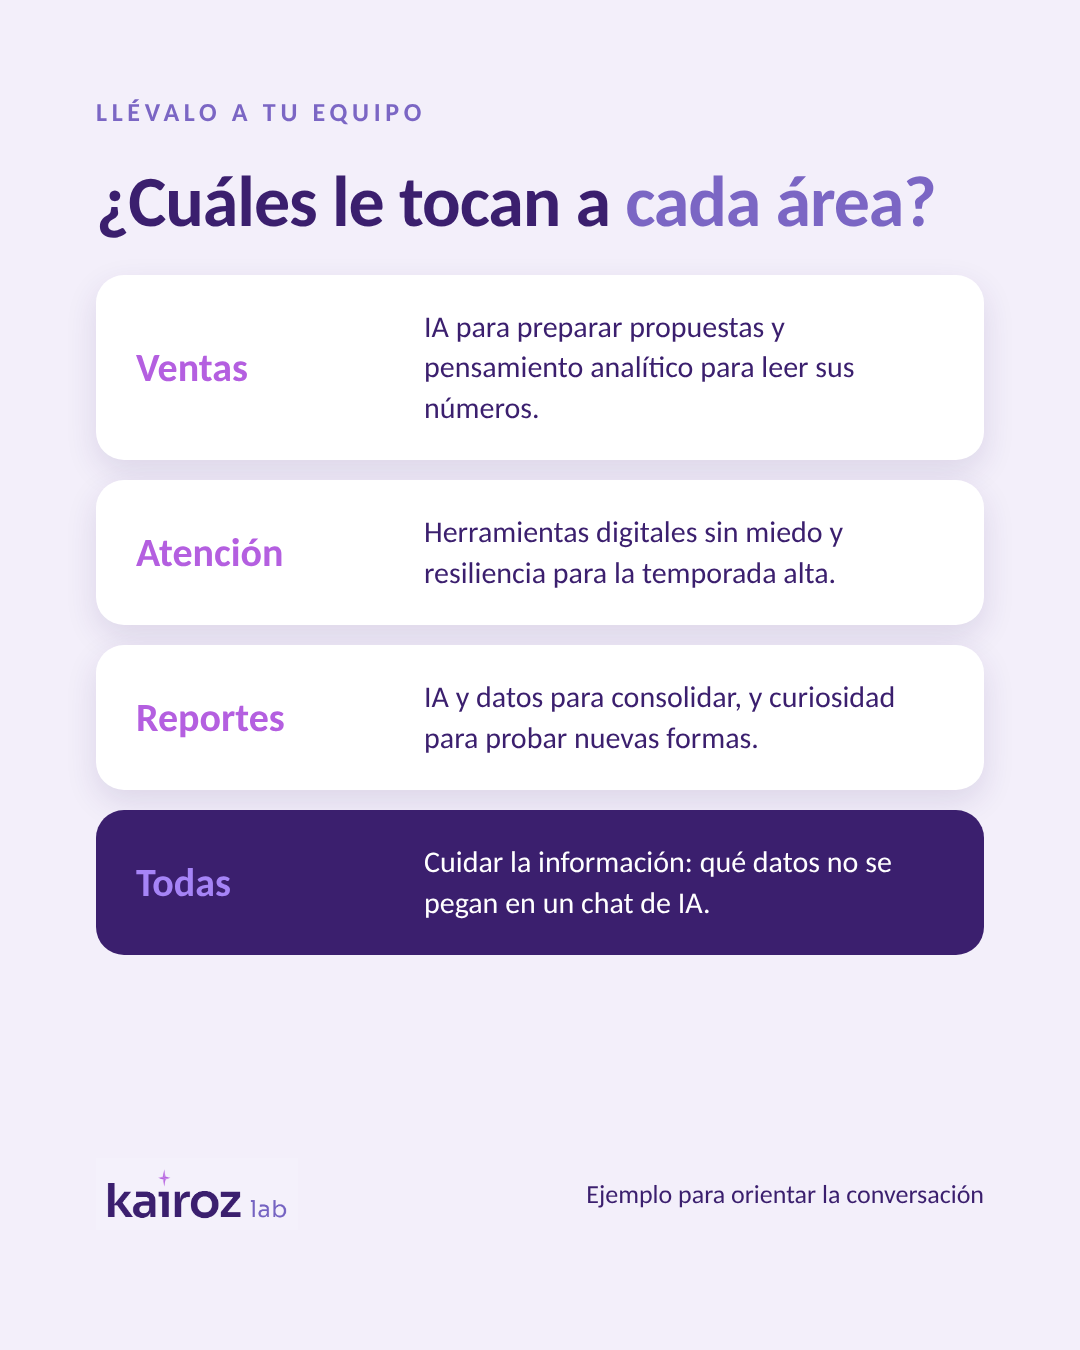 LLÉVALO A TU EQUIPO
¿Cuáles le tocan a cada área?
Ventas
IA para preparar propuestas y
pensamiento analítico para leer sus
números.
Atención
Herramientas digitales sin miedo y
resiliencia para la temporada alta.
Reportes
IA y datos para consolidar, y curiosidad
para probar nuevas formas.
Todas
Cuidar la información: qué datos no se
pegan en un chat de IA.
kairoz lab
Ejemplo para orientar la conversación